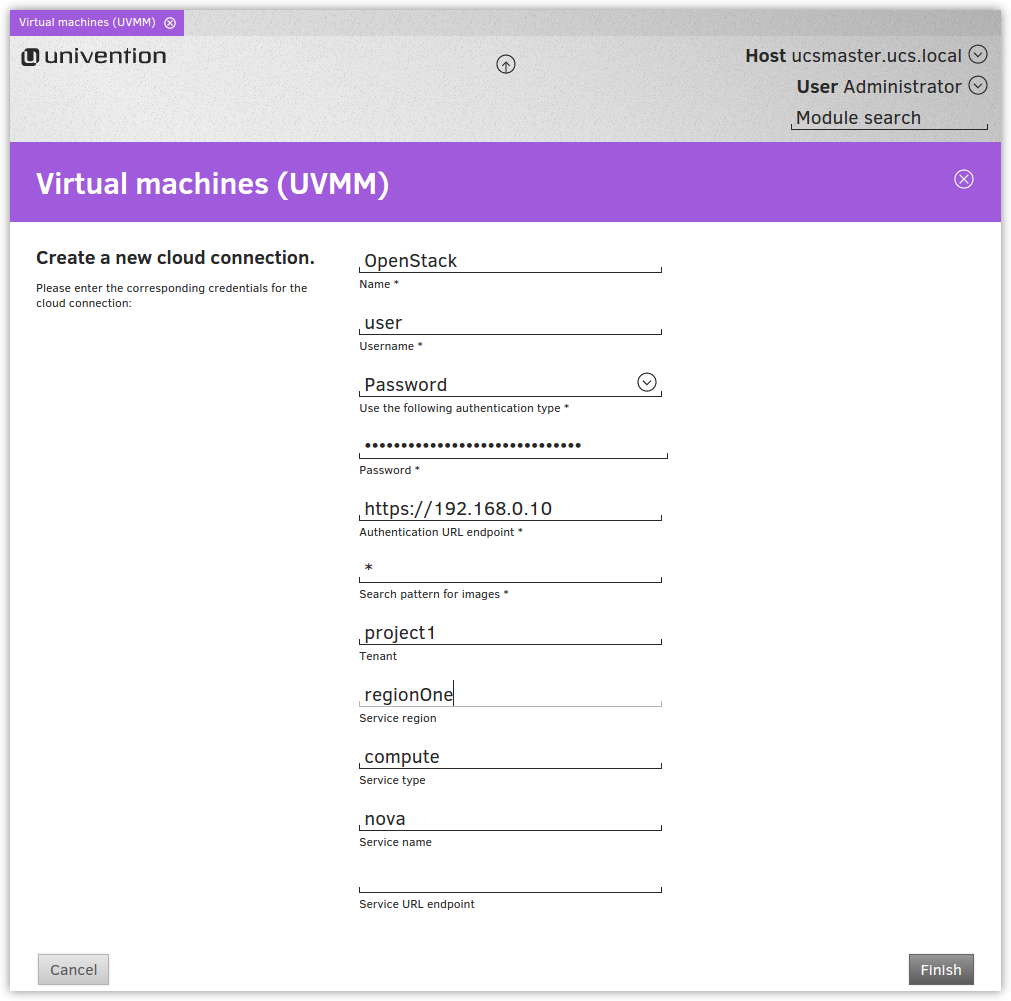 Virtual machines (UVMM)
univention
Host ucsmaster.ucs.local
User Administrator
Module search
Virtual machines (UVMM)
Create a new cloud connection.
Please enter the corresponding credentials for the
cloud connection:
OpenStack
Name *
user
Username *
Password
Use the following authentication type *
••••••••••••••••••••••••••••••
Password *
https://192.168.0.10
Authentication URL endpoint *
*
Search pattern for images *
project1
Tenant
regionOne
Service region
compute
Service type
nova
Service name
Service URL endpoint
Cancel
Finish